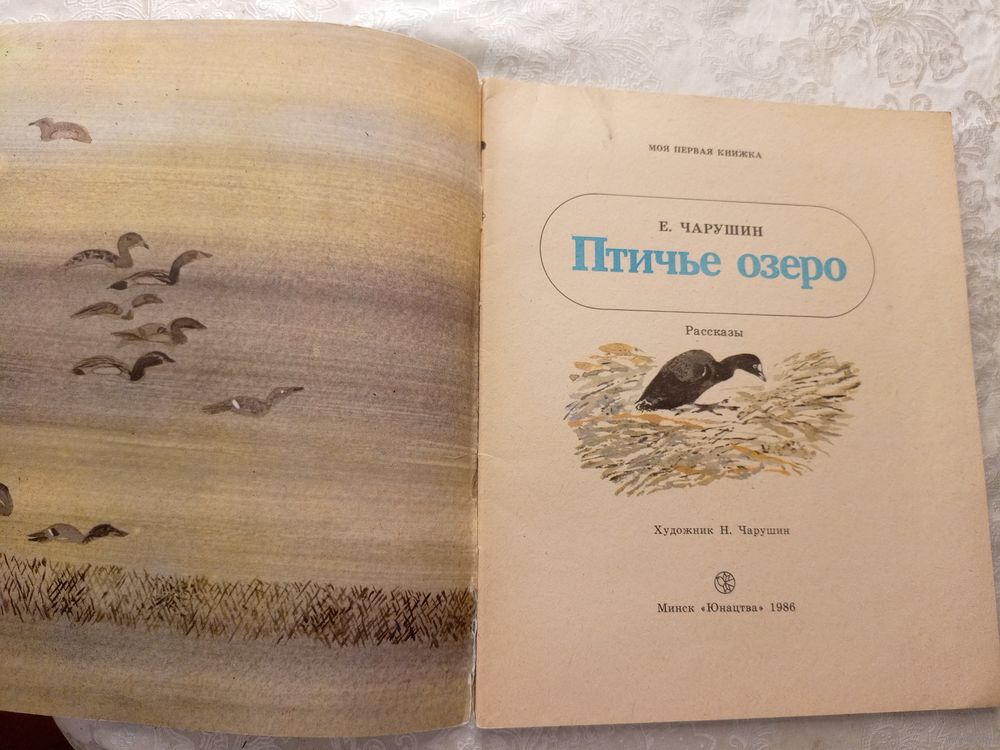 МОЯ ПЕРВАЯ КНИЖКА
Е. ЧАРУШИН
Птичье озеро
Рассказы
Художник Н. Чарушин
Минск «Юнацтва» 1986